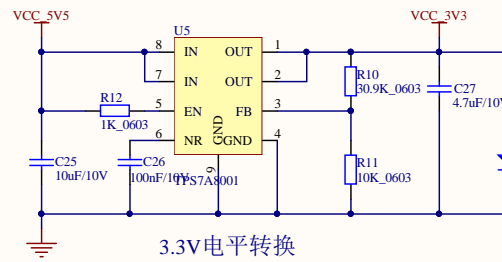 VCC_5V5
VCC_3V3
U5
8 IN OUT 1
7 IN OUT 2
5 EN FB 3
6 NR GND 4
GND
9
TPS7A8001
R12
1K_0603
R10
30.9K_0603
C27
4.7uF/10V
C25
10uF/10V
C26
100nF/10V
R11
10K_0603
3.3V电平转换